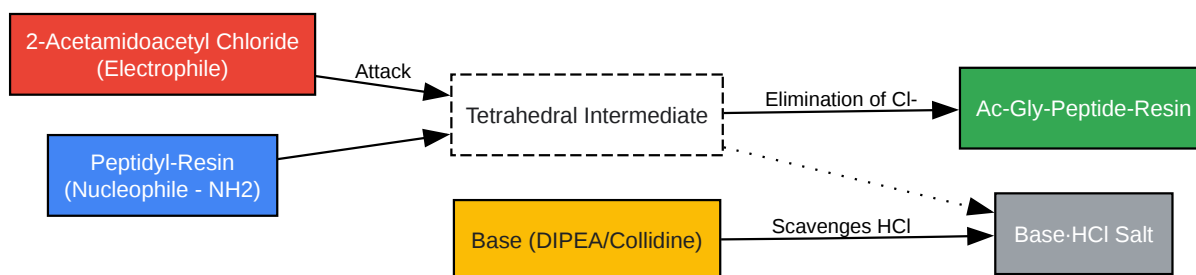 2-Acetamidoacetyl Chloride
(Electrophile)
Attack
Peptidyl-Resin
(Nucleophile - NH2)
Tetrahedral Intermediate
Elimination of Cl-
Ac-Gly-Peptide-Resin
Base (DIPEA/Collidine)
Scavenges HCl
Base·HCl Salt